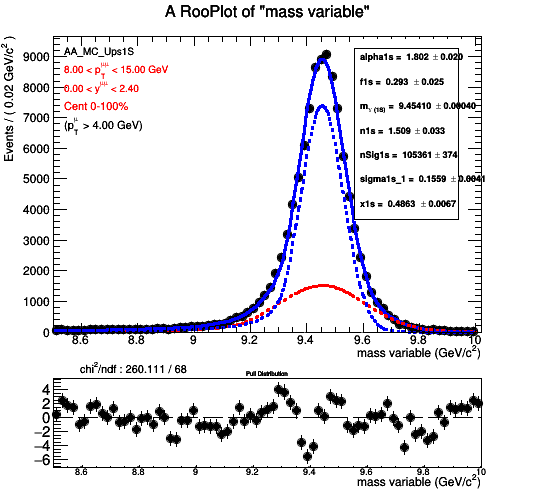 A RooPlot of "mass variable"
Events / ( 0.02 GeV/c² )
AA_MC_Ups1S
8.00 < p_T^μμ < 15.00 GeV
0.00 < y^μμ < 2.40
Cent 0-100%
(p_T^μ > 4.00 GeV)
alpha1s = 1.802 ± 0.020
f1s = 0.293 ± 0.025
m_Υ(1S) = 9.45410 ± 0.00040
n1s = 1.509 ± 0.033
nSig1s = 105361 ± 374
sigma1s_1 = 0.1559 ± 0.0041
x1s = 0.4863 ± 0.0067
9000
8000
7000
6000
5000
4000
3000
2000
1000
0
8.6 8.8 9 9.2 9.4 9.6 9.8 10
mass variable (GeV/c²)
chi²/ndf : 260.111 / 68
Pull Distribution
4
2
0
-2
-4
-6
8.6 8.8 9 9.2 9.4 9.6 9.8 10
mass variable (GeV/c²)